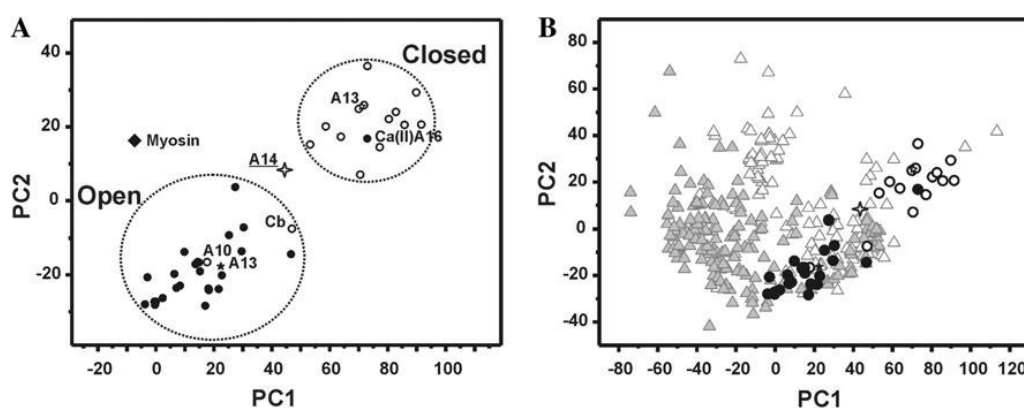 A
Closed
A13
Ca(II)A16
Myosin
A14
Open
Cb
A10
A13
PC2
40
20
0
-20
-20 0 20 40 60 80 100
PC1
B
80
60
40
20
0
-20
-40
PC2
-80 -60 -40 -20 0 20 40 60 80 100 120
PC1